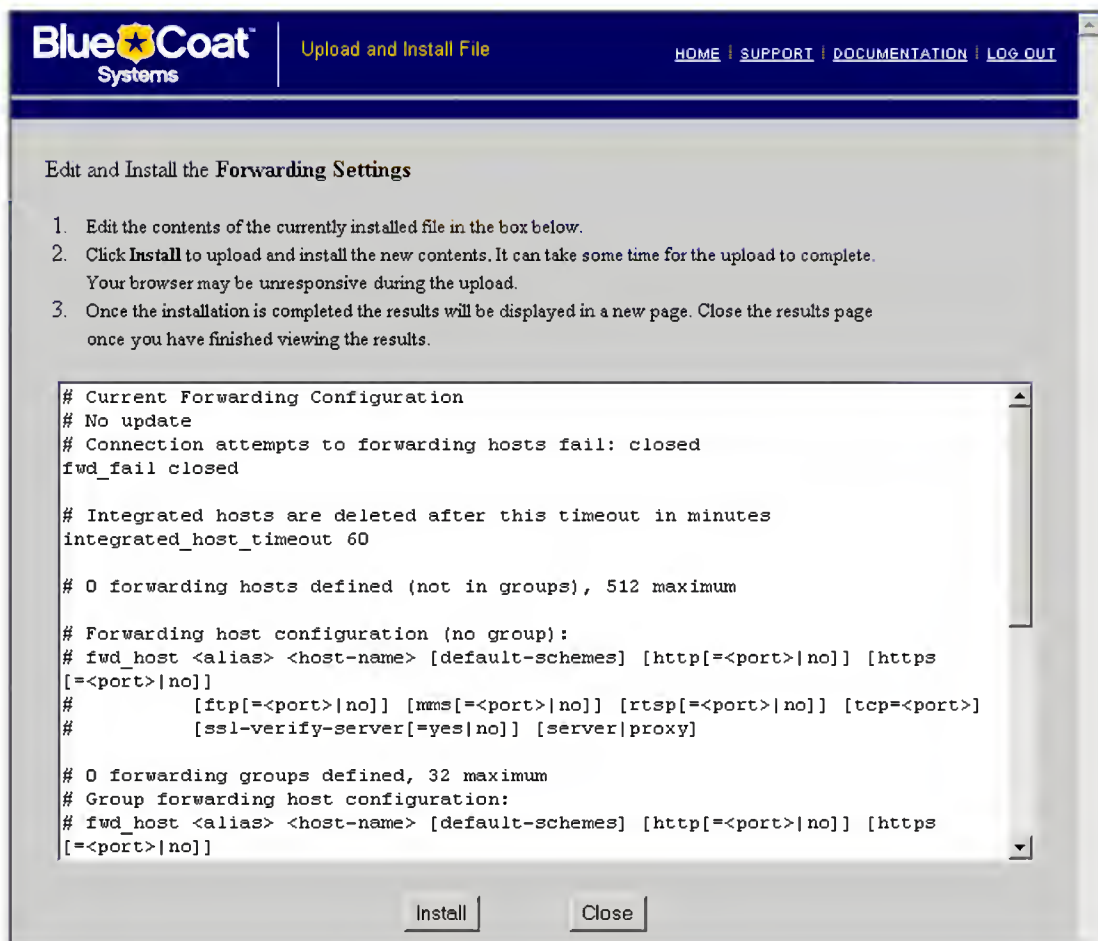 Blue Coat™
Systems
Upload and Install File
HOME | SUPPORT | DOCUMENTATION | LOG OUT
Edit and Install the Forwarding Settings
1. Edit the contents of the currently installed file in the box below.
2. Click Install to upload and install the new contents. It can take some time for the upload to complete.
Your browser may be unresponsive during the upload.
3. Once the installation is completed the results will be displayed in a new page. Close the results page
once you have finished viewing the results.
# Current Forwarding Configuration
# No update
# Connection attempts to forwarding hosts fail: closed
fwd_fail closed
# Integrated hosts are deleted after this timeout in minutes
integrated_host_timeout 60
# 0 forwarding hosts defined (not in groups), 512 maximum
# Forwarding host configuration (no group):
# fwd_host <alias> <host-name> [default-schemes] [http[=<port>|no]] [https
[=<port>|no]]
#         [ftp[=<port>|no]] [mms[=<port>|no]] [rtsp[=<port>|no]] [tcp=<port>]
#         [ssl-verify-server[=yes|no]] [server|proxy]
# 0 forwarding groups defined, 32 maximum
# Group forwarding host configuration:
# fwd_host <alias> <host-name> [default-schemes] [http[=<port>|no]] [https
[=<port>|no]]
Install
Close